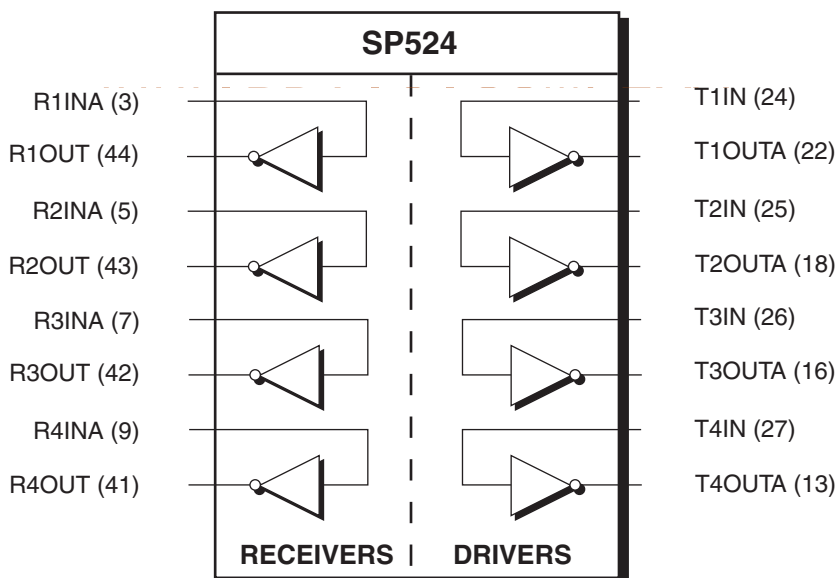 SP524
R1INA (3)
R1OUT (44)
R2INA (5)
R2OUT (43)
R3INA (7)
R3OUT (42)
R4INA (9)
R4OUT (41)
T1IN (24)
T1OUTA (22)
T2IN (25)
T2OUTA (18)
T3IN (26)
T3OUTA (16)
T4IN (27)
T4OUTA (13)
RECEIVERS
DRIVERS